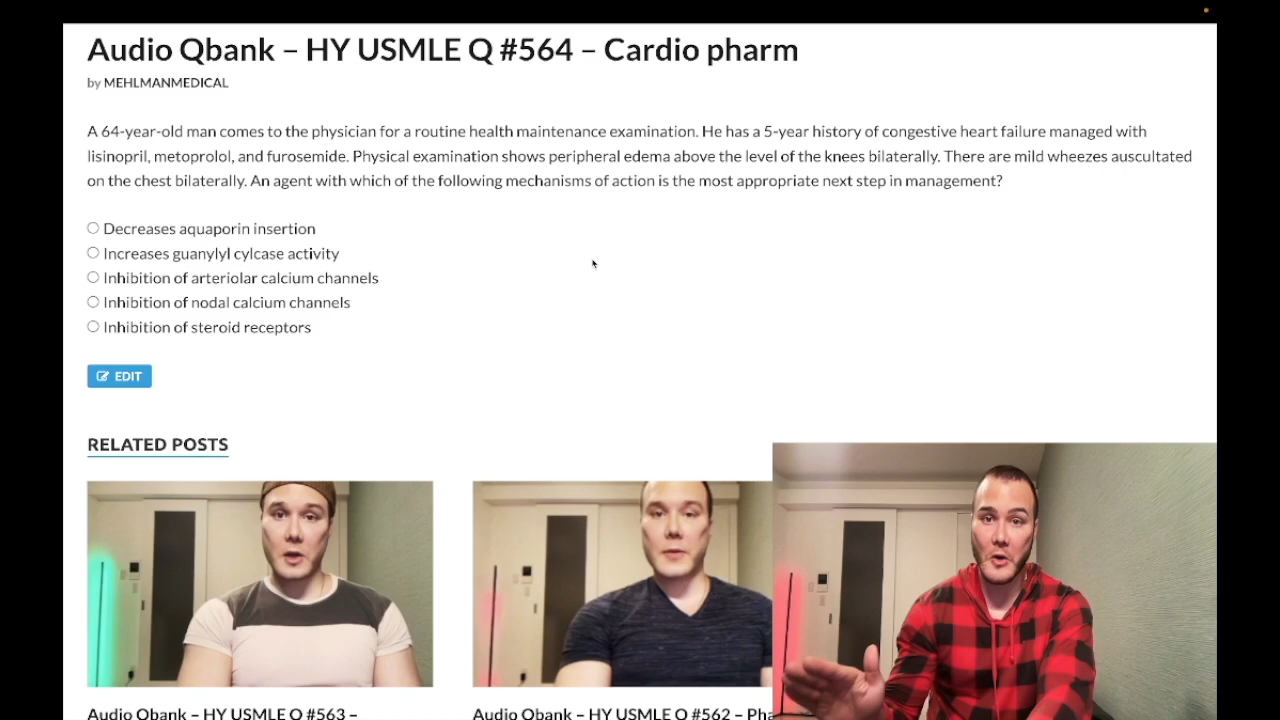 Audio Qbank – HY USMLE Q #564 – Cardio pharm
by MEHLMANMEDICAL
A 64-year-old man comes to the physician for a routine health maintenance examination. He has a 5-year history of congestive heart failure managed with
lisinopril, metoprolol, and furosemide. Physical examination shows peripheral edema above the level of the knees bilaterally. There are mild wheezes auscultated
on the chest bilaterally. An agent with which of the following mechanisms of action is the most appropriate next step in management?
Decreases aquaporin insertion
Increases guanylyl cylcase activity
Inhibition of arteriolar calcium channels
Inhibition of nodal calcium channels
Inhibition of steroid receptors
EDIT
RELATED POSTS
Audio Qbank – HY USMLE Q #563 –
Audio Qbank – HY USMLE Q #562 – Pha